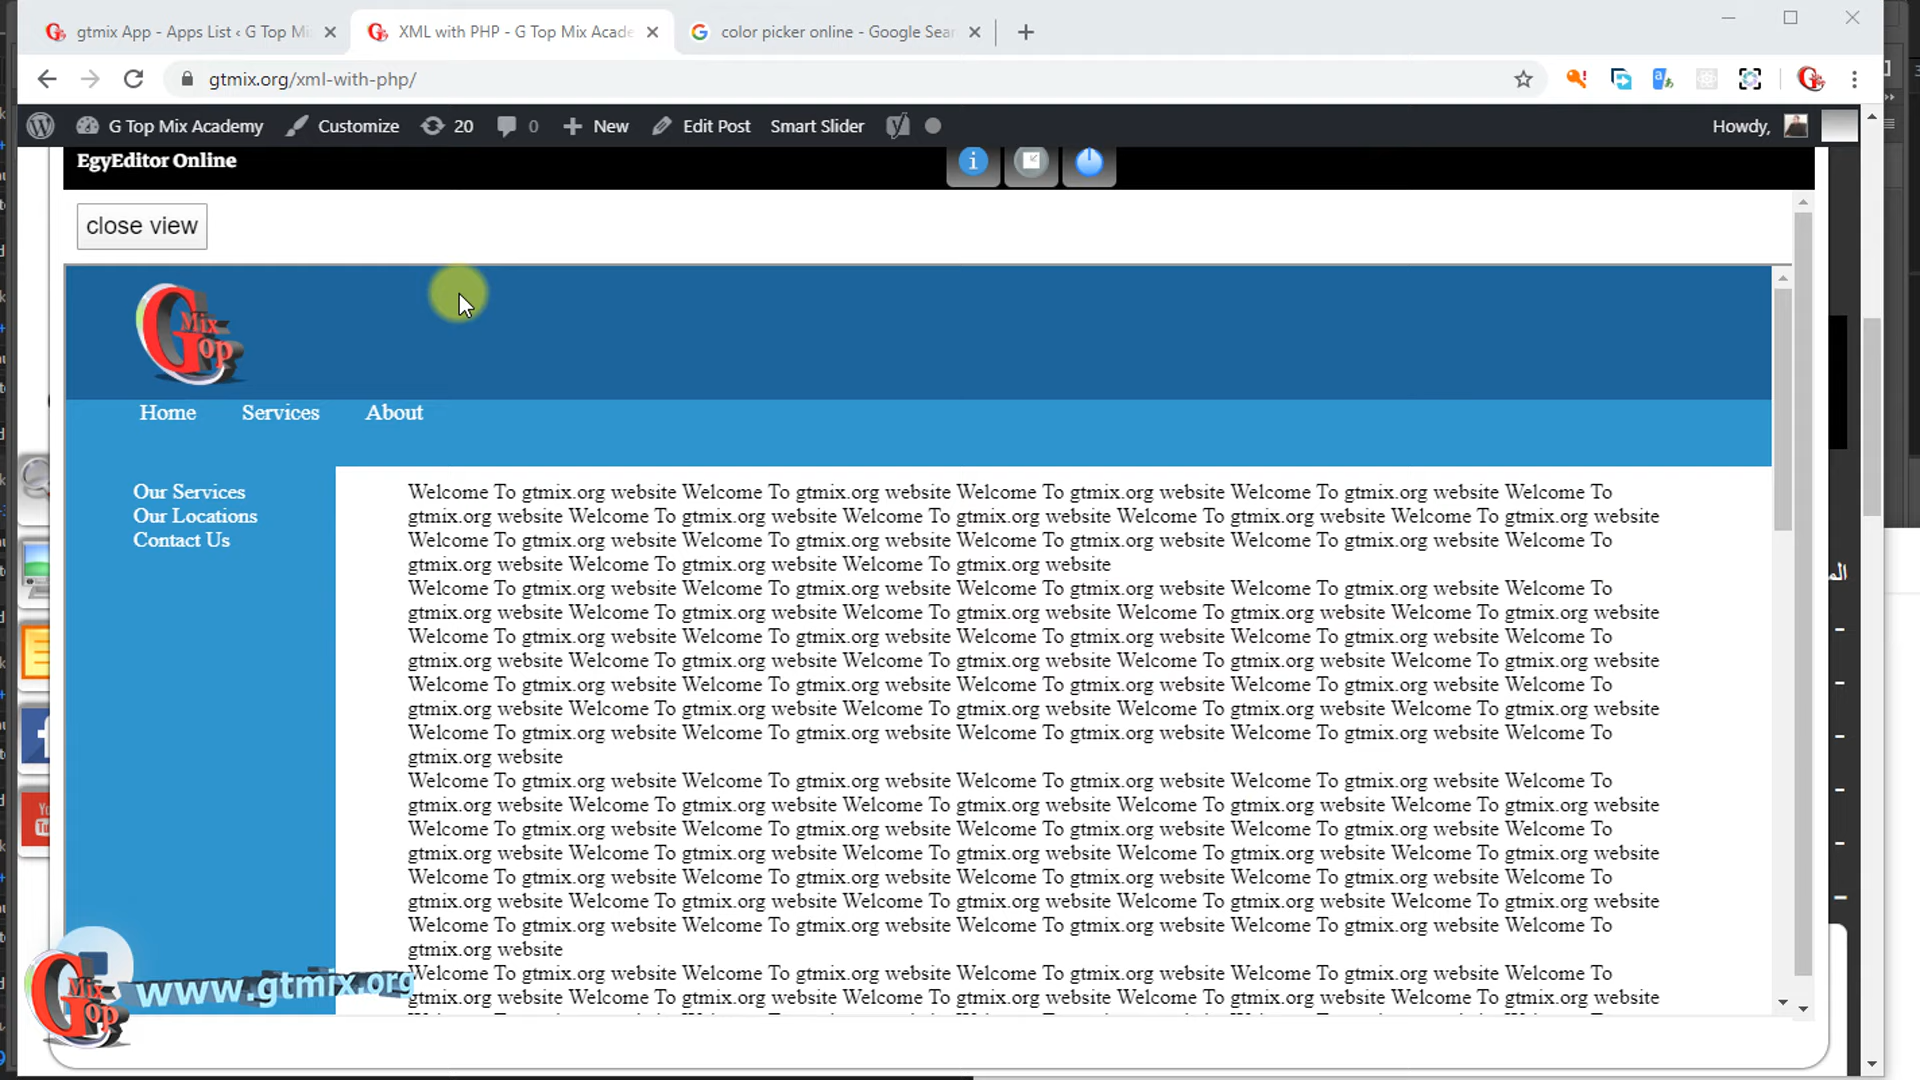 gtmix App - Apps List ‹ G Top Mi
XML with PHP - G Top Mix Acade
color picker online - Google Sear
gtmix.org/xml-with-php/
G Top Mix Academy Customize 20 0 New Edit Post Smart Slider Howdy,
EgyEditor Online
close view
G Mix Top
Home Services About
Our Services
Our Locations
Contact Us
Welcome To gtmix.org website Welcome To gtmix.org website Welcome To gtmix.org website Welcome To gtmix.org website Welcome To
gtmix.org website Welcome To gtmix.org website Welcome To gtmix.org website Welcome To gtmix.org website
Welcome To gtmix.org website Welcome To gtmix.org website Welcome To gtmix.org website Welcome To gtmix.org website Welcome To
gtmix.org website Welcome To gtmix.org website Welcome To gtmix.org website
Welcome To gtmix.org website Welcome To gtmix.org website Welcome To gtmix.org website Welcome To gtmix.org website Welcome To
gtmix.org website Welcome To gtmix.org website Welcome To gtmix.org website Welcome To gtmix.org website
Welcome To gtmix.org website Welcome To gtmix.org website Welcome To gtmix.org website Welcome To gtmix.org website Welcome To
gtmix.org website Welcome To gtmix.org website Welcome To gtmix.org website Welcome To gtmix.org website
Welcome To gtmix.org website Welcome To gtmix.org website Welcome To gtmix.org website Welcome To gtmix.org website Welcome To
gtmix.org website Welcome To gtmix.org website Welcome To gtmix.org website Welcome To gtmix.org website
Welcome To gtmix.org website Welcome To gtmix.org website Welcome To gtmix.org website Welcome To gtmix.org website Welcome To
gtmix.org website
Welcome To gtmix.org website Welcome To gtmix.org website Welcome To gtmix.org website Welcome To gtmix.org website Welcome To
gtmix.org website Welcome To gtmix.org website Welcome To gtmix.org website Welcome To gtmix.org website
Welcome To gtmix.org website Welcome To gtmix.org website Welcome To gtmix.org website Welcome To gtmix.org website Welcome To
gtmix.org website Welcome To gtmix.org website Welcome To gtmix.org website Welcome To gtmix.org website
Welcome To gtmix.org website Welcome To gtmix.org website Welcome To gtmix.org website Welcome To gtmix.org website Welcome To
gtmix.org website Welcome To gtmix.org website Welcome To gtmix.org website Welcome To gtmix.org website
Welcome To gtmix.org website Welcome To gtmix.org website Welcome To gtmix.org website Welcome To gtmix.org website Welcome To
gtmix.org website
Welcome To gtmix.org website Welcome To gtmix.org website Welcome To gtmix.org website Welcome To gtmix.org website Welcome To
gtmix.org website Welcome To gtmix.org website Welcome To gtmix.org website Welcome To gtmix.org website
G Mix Top www.gtmix.org